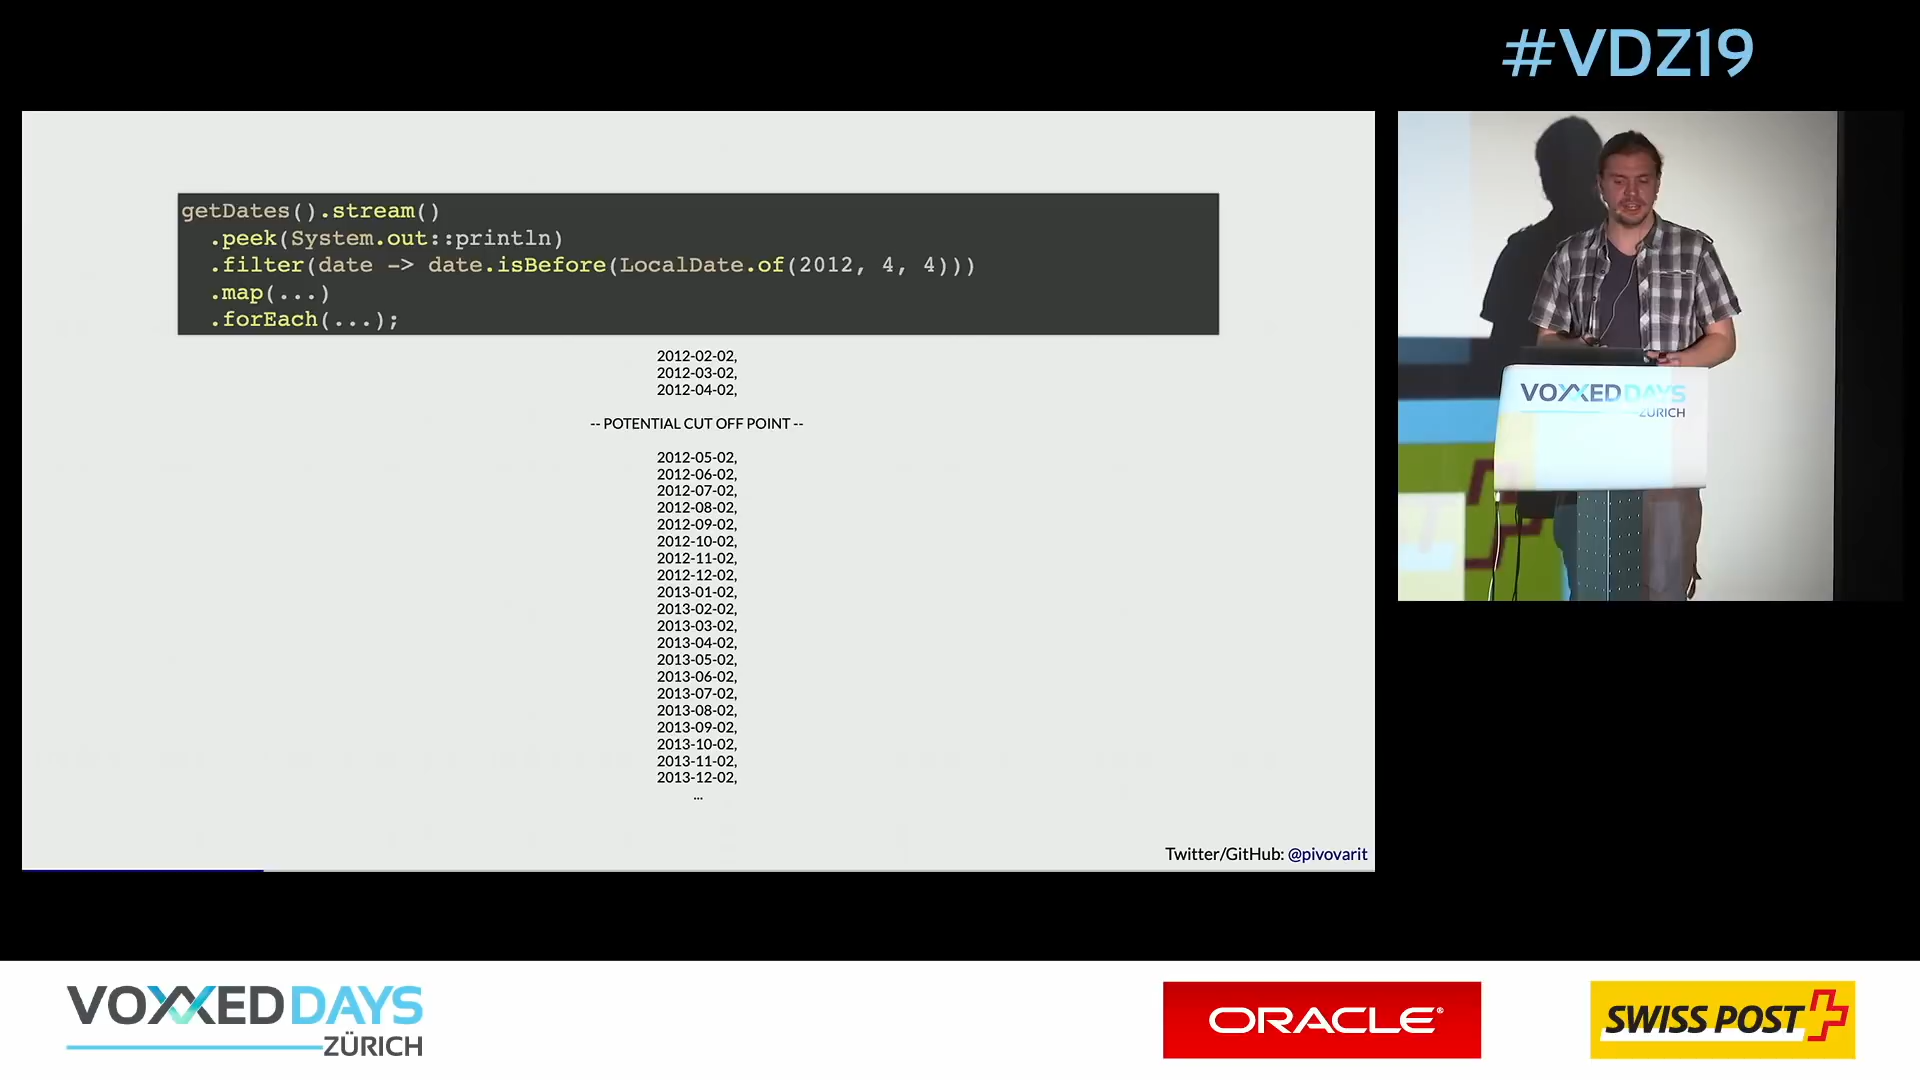 #VDZ19
getDates().stream()
.peek(System.out::println)
.filter(date -> date.isBefore(LocalDate.of(2012, 4, 4)))
.map(...)
.forEach(...);
2012-02-02,
2012-03-02,
2012-04-02,
-- POTENTIAL CUT OFF POINT --
2012-05-02,
2012-06-02,
2012-07-02,
2012-08-02,
2012-09-02,
2012-10-02,
2012-11-02,
2012-12-02,
2013-01-02,
2013-02-02,
2013-03-02,
2013-04-02,
2013-05-02,
2013-06-02,
2013-07-02,
2013-08-02,
2013-09-02,
2013-10-02,
2013-11-02,
2013-12-02,
...
Twitter/GitHub: @pivovarit
VOXXED DAYS
ZÜRICH
VOXXED DAYS
ZÜRICH
ORACLE®
SWISS POST